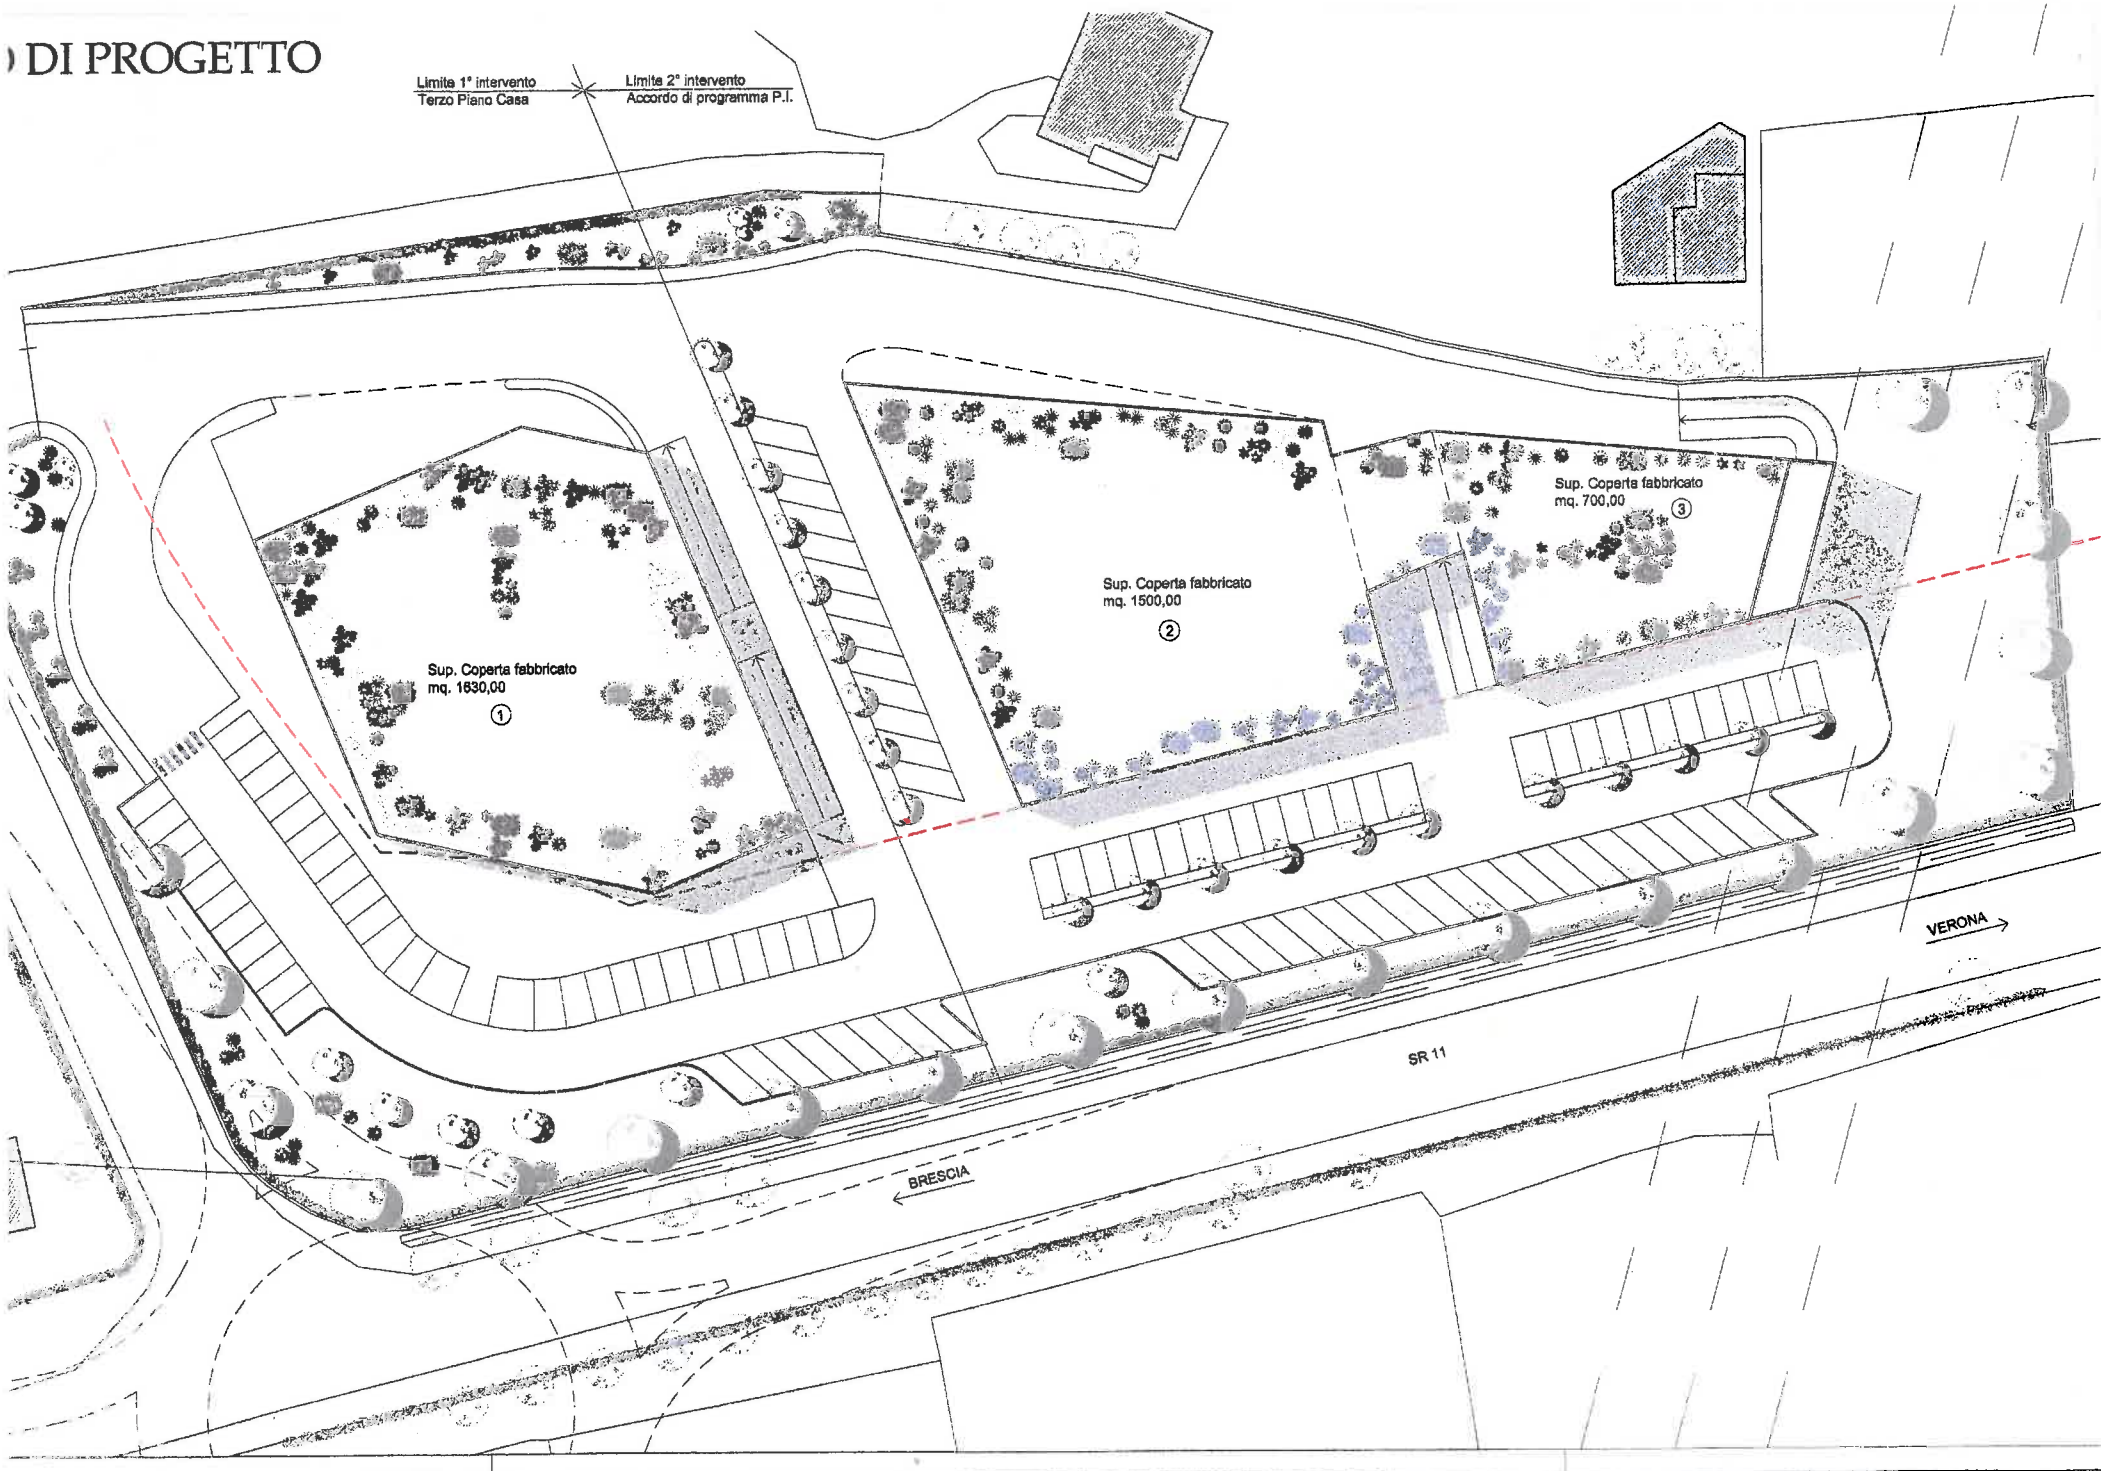 DI PROGETTO
Limite 1° intervento
Terzo Piano Casa
Limite 2° intervento
Accordo di programma P.I.
Sup. Coperta fabbricato
mq. 700,00
3
Sup. Coperta fabbricato
mq. 1500,00
2
Sup. Coperta fabbricato
mq. 1630,00
1
VERONA
SR 11
BRESCIA